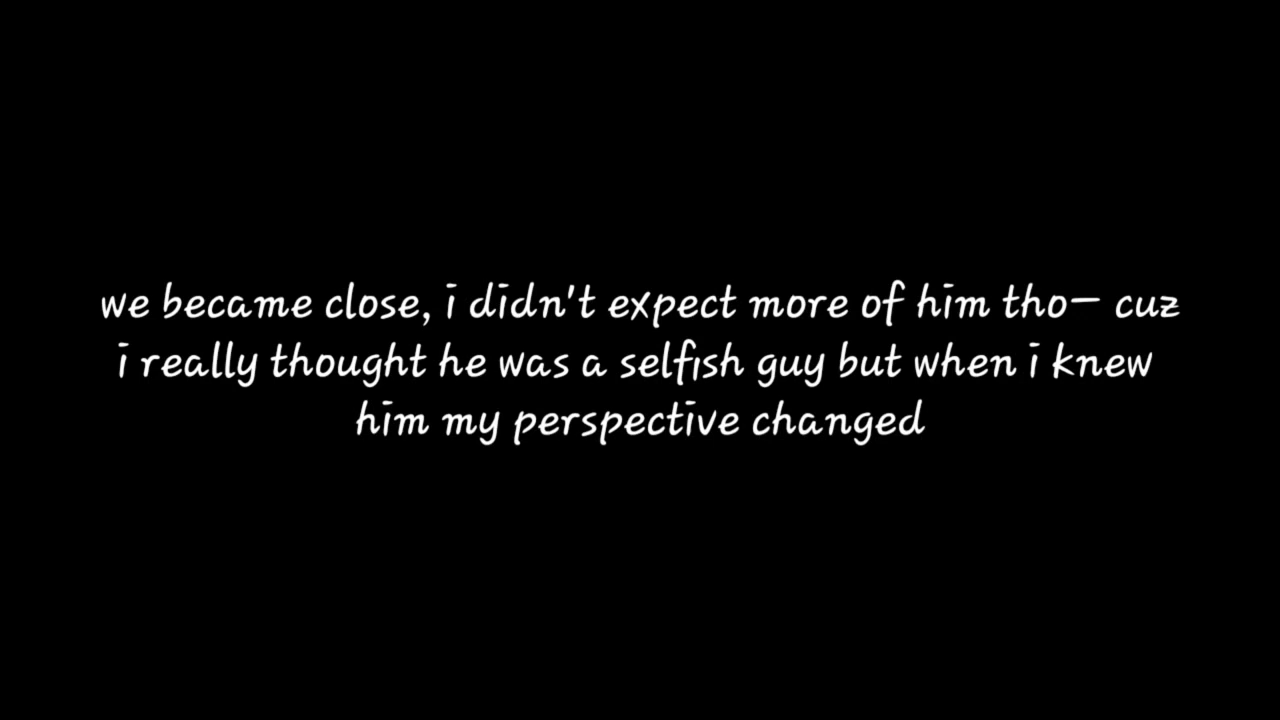 we became close, i didn't expect more of him tho— cuz
i really thought he was a selfish guy but when i knew
him my perspective changed